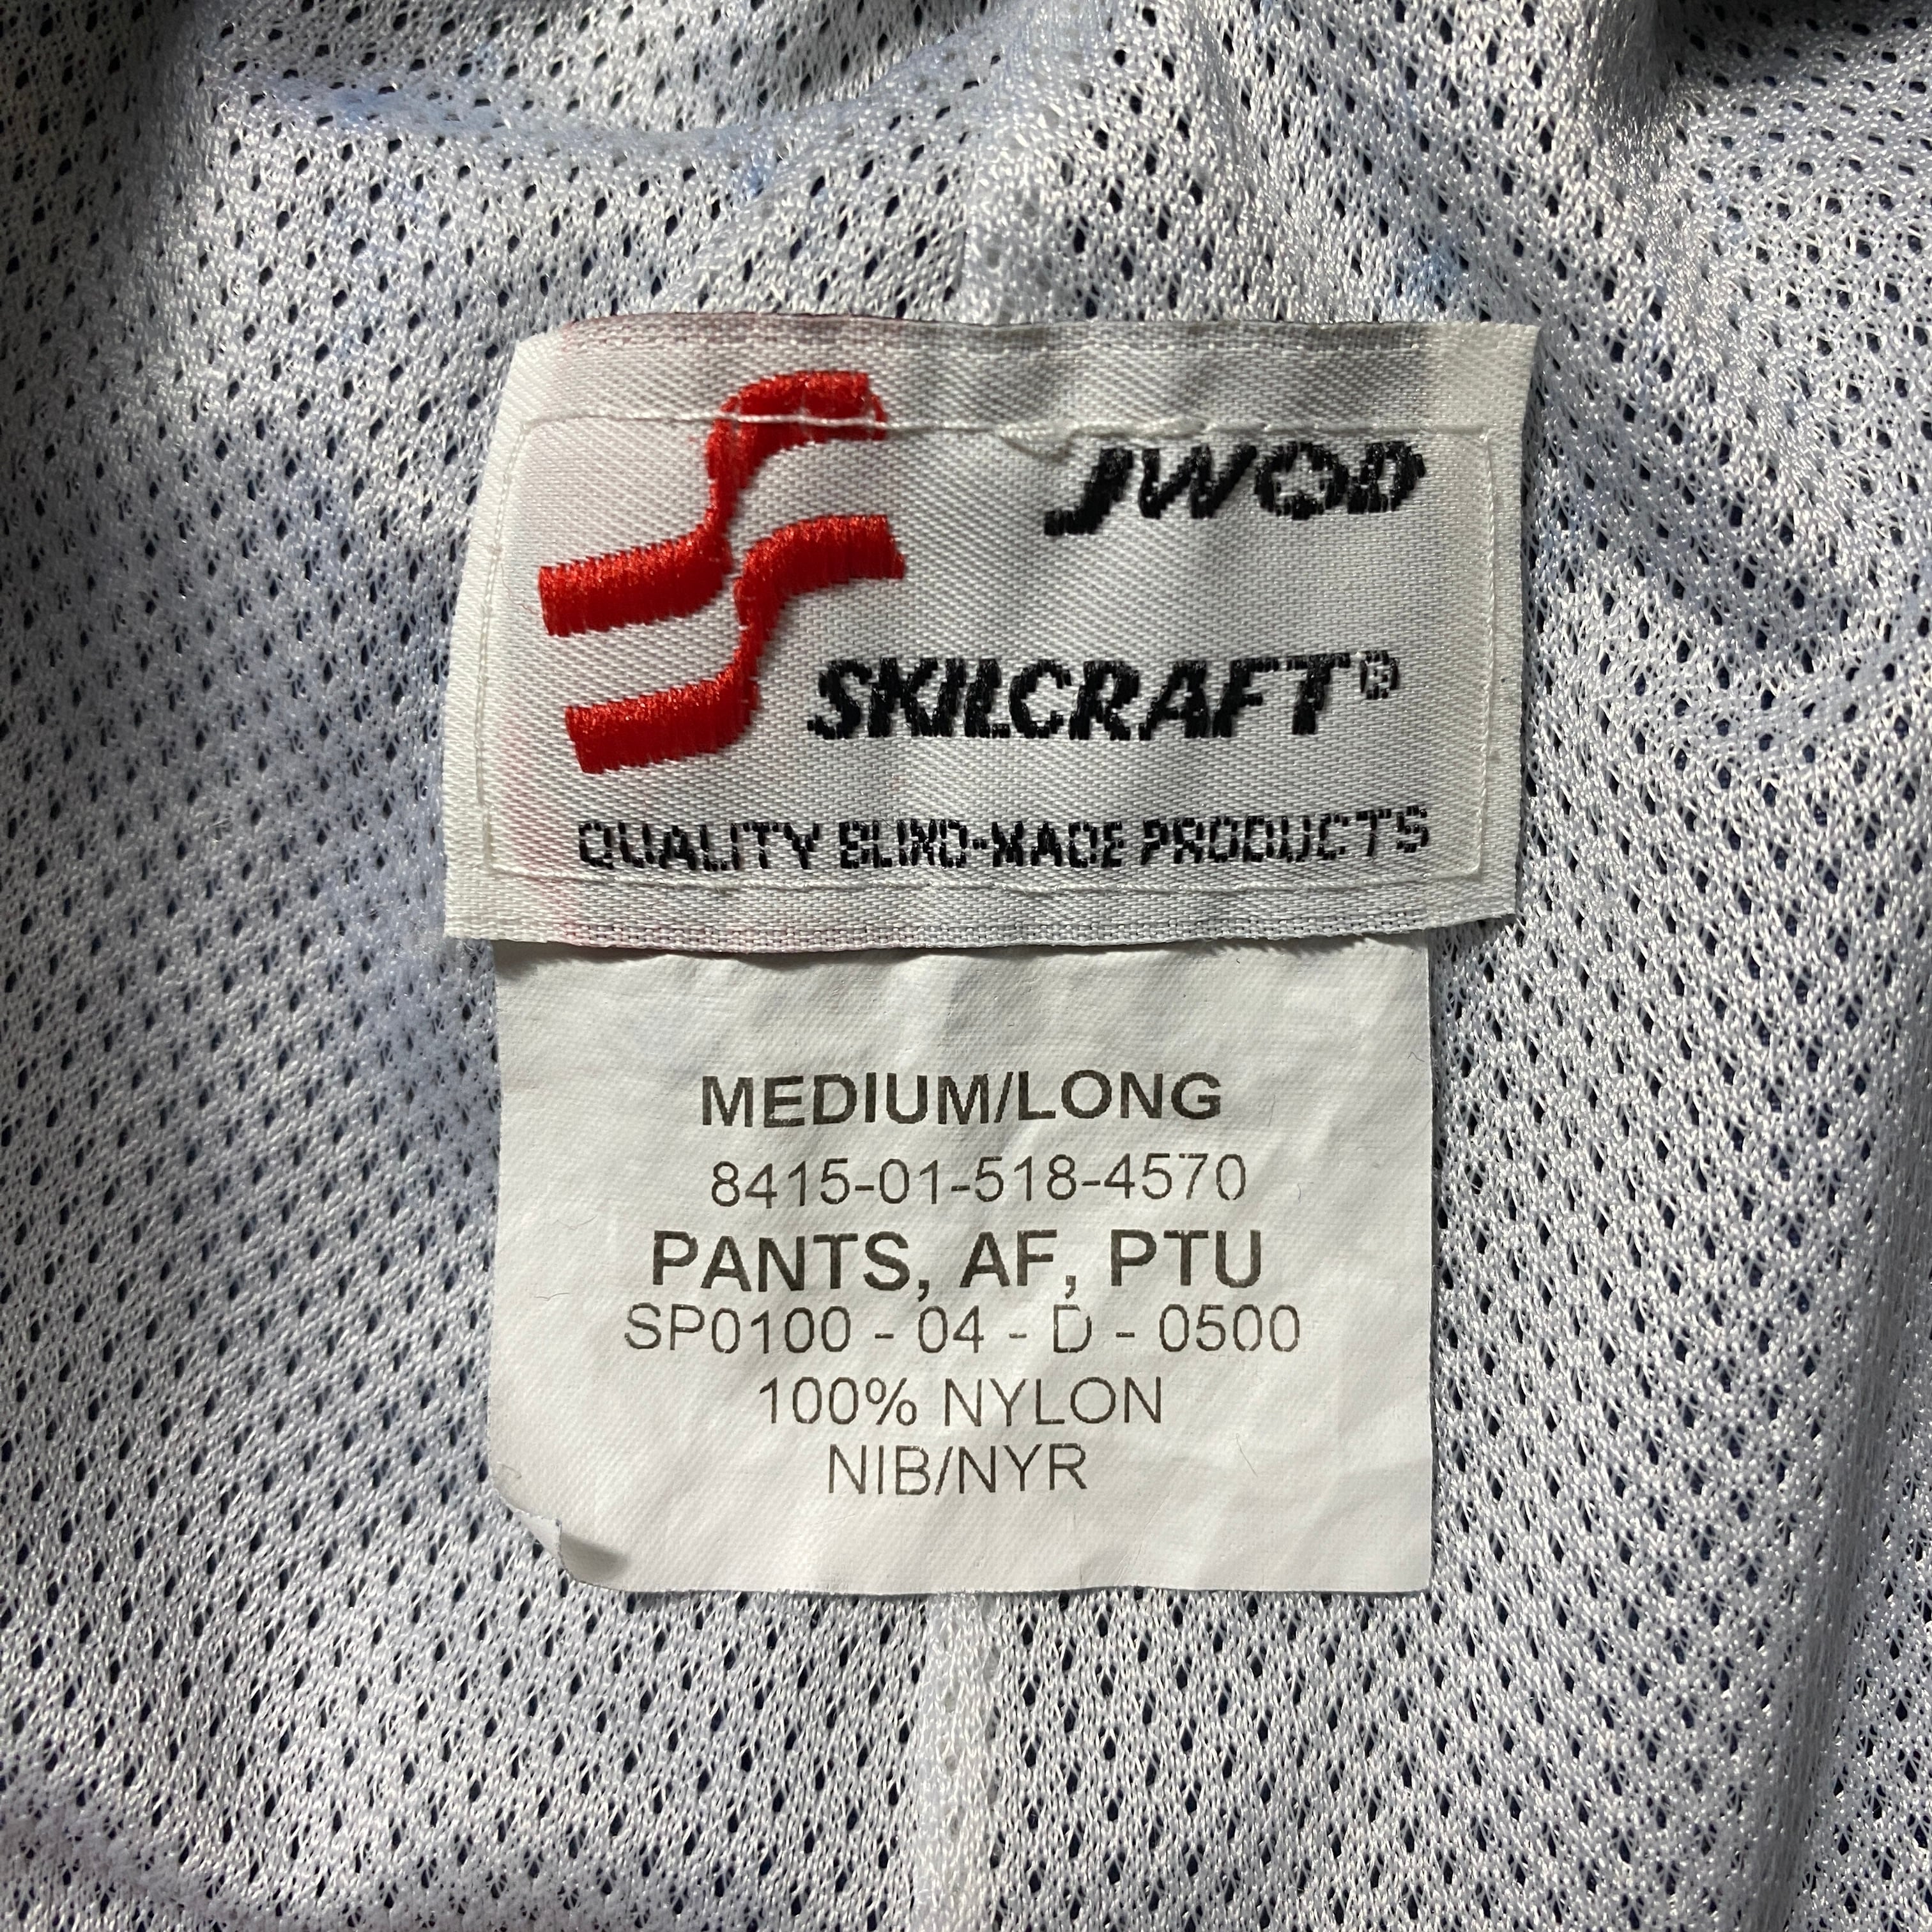 JWOD
SKILCRAFT®
QUALITY BLIND-MADE PRODUCTS
MEDIUM/LONG
8415-01-518-4570
PANTS, AF, PTU
SP0100 - 04 - D - 0500
100% NYLON
NIB/NYR